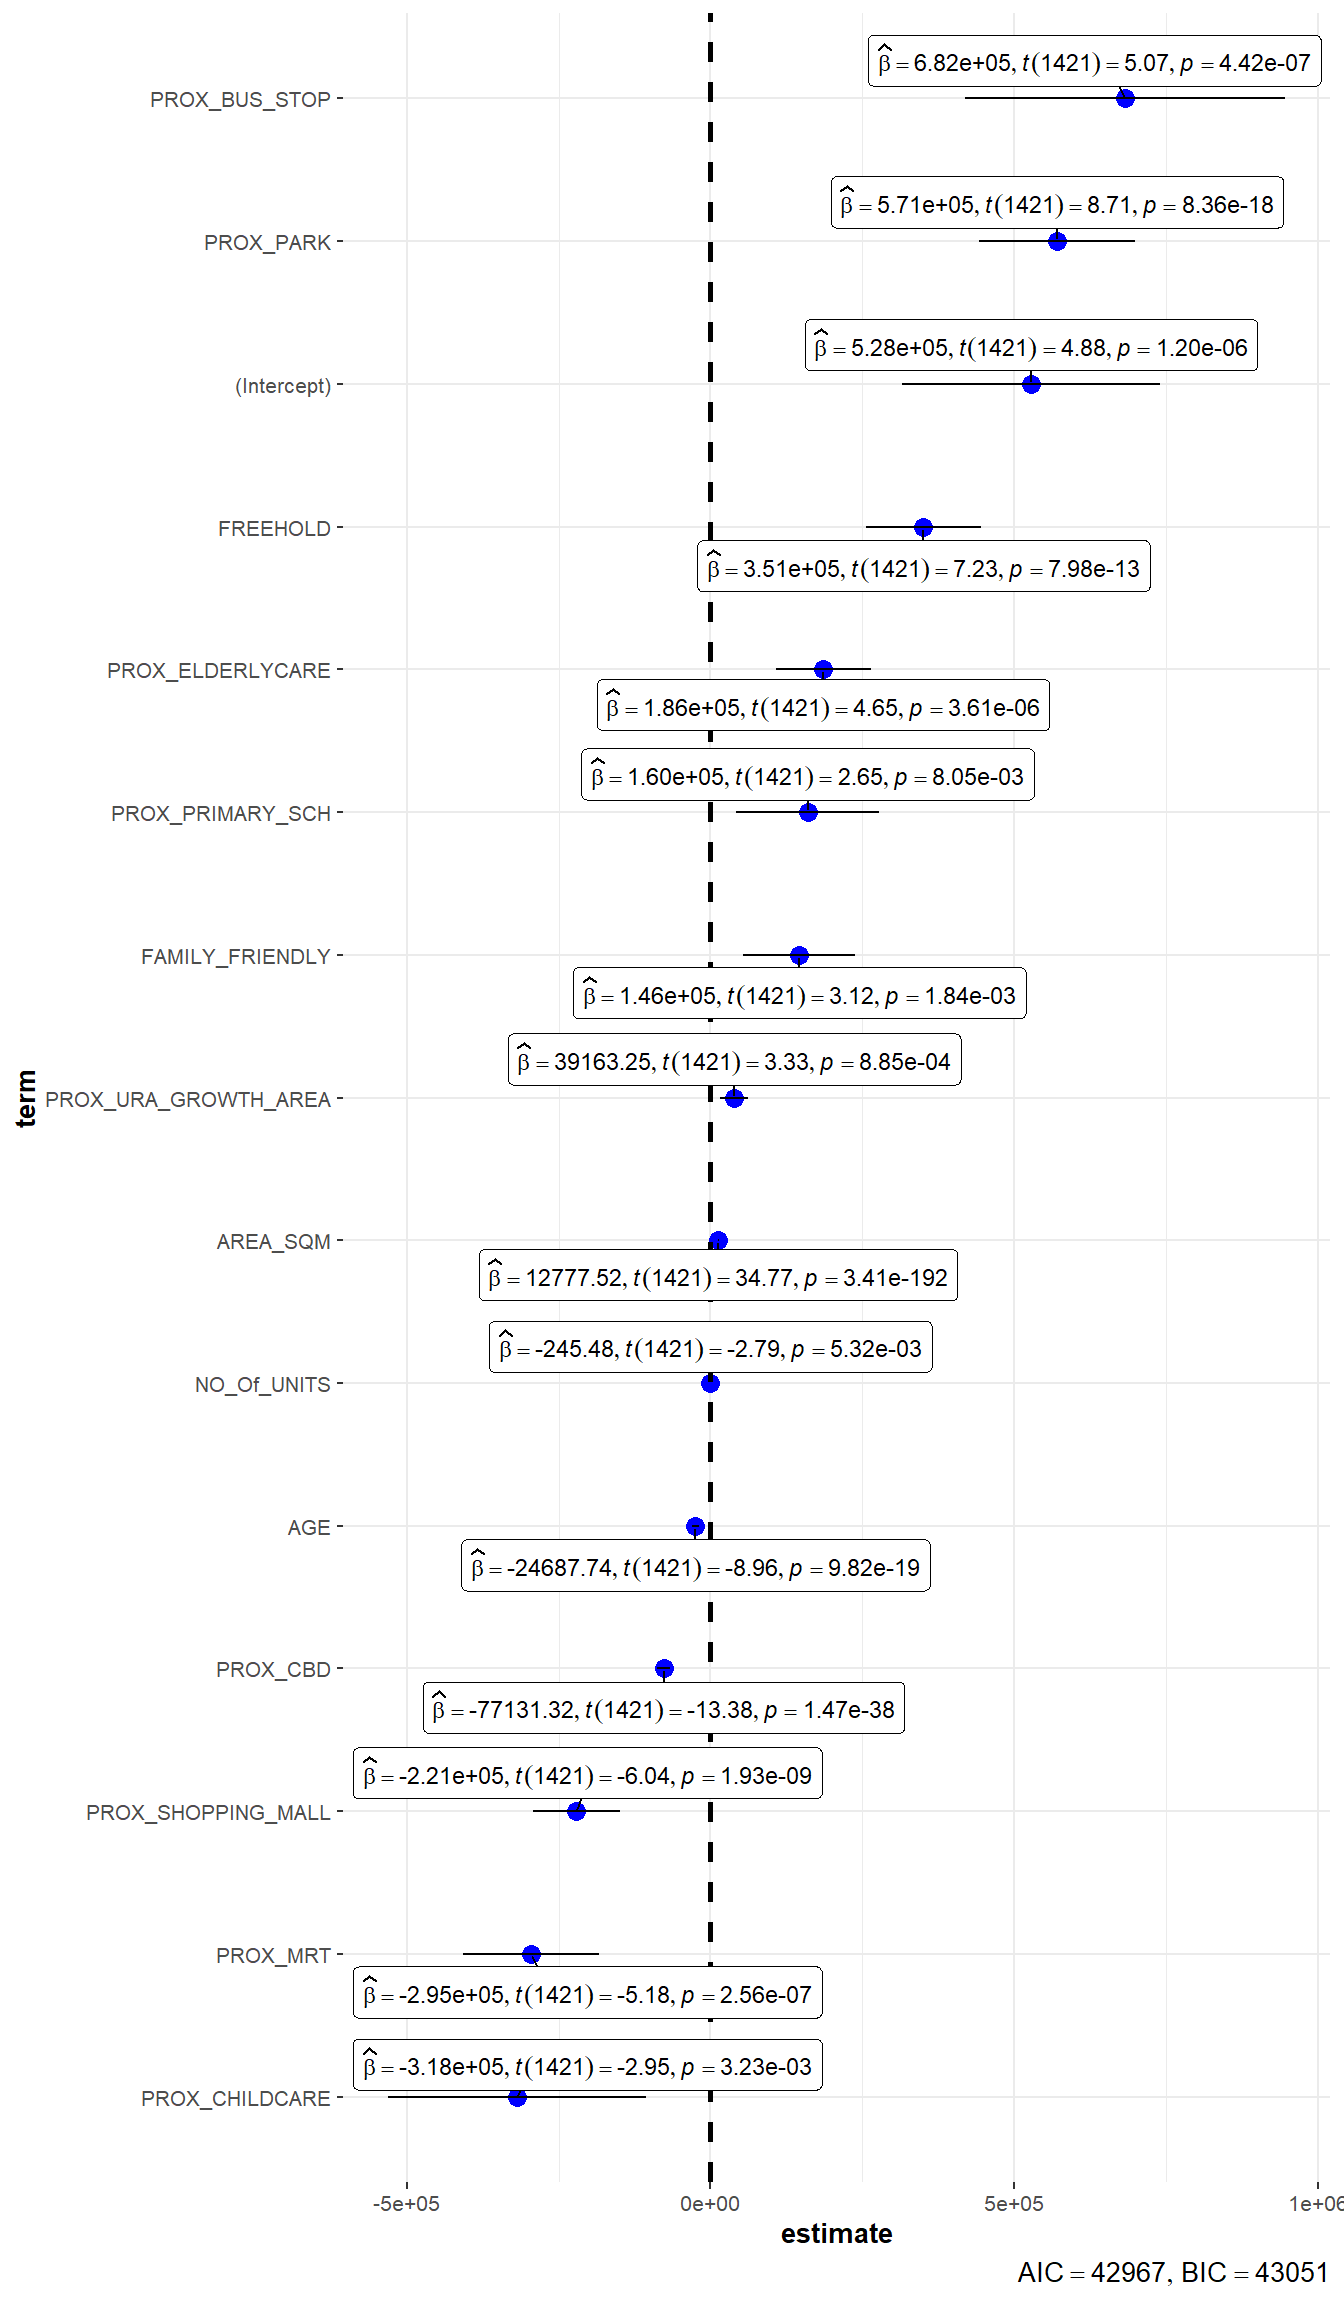 β̂ = 6.82e+05, t(1421) = 5.07, p = 4.42e-07
PROX_BUS_STOP
β̂ = 5.71e+05, t(1421) = 8.71, p = 8.36e-18
PROX_PARK
β̂ = 5.28e+05, t(1421) = 4.88, p = 1.20e-06
(Intercept)
FREEHOLD
β̂ = 3.51e+05, t(1421) = 7.23, p = 7.98e-13
PROX_ELDERLYCARE
β̂ = 1.86e+05, t(1421) = 4.65, p = 3.61e-06
β̂ = 1.60e+05, t(1421) = 2.65, p = 8.05e-03
PROX_PRIMARY_SCH
FAMILY_FRIENDLY
β̂ = 1.46e+05, t(1421) = 3.12, p = 1.84e-03
β̂ = 39163.25, t(1421) = 3.33, p = 8.85e-04
term
PROX_URA_GROWTH_AREA
AREA_SQM
β̂ = 12777.52, t(1421) = 34.77, p = 3.41e-192
β̂ = -245.48, t(1421) = -2.79, p = 5.32e-03
NO_Of_UNITS
AGE
β̂ = -24687.74, t(1421) = -8.96, p = 9.82e-19
PROX_CBD
β̂ = -77131.32, t(1421) = -13.38, p = 1.47e-38
β̂ = -2.21e+05, t(1421) = -6.04, p = 1.93e-09
PROX_SHOPPING_MALL
PROX_MRT
β̂ = -2.95e+05, t(1421) = -5.18, p = 2.56e-07
β̂ = -3.18e+05, t(1421) = -2.95, p = 3.23e-03
PROX_CHILDCARE
-5e+05 0e+00 5e+05 1e+06
estimate
AIC = 42967, BIC = 43051